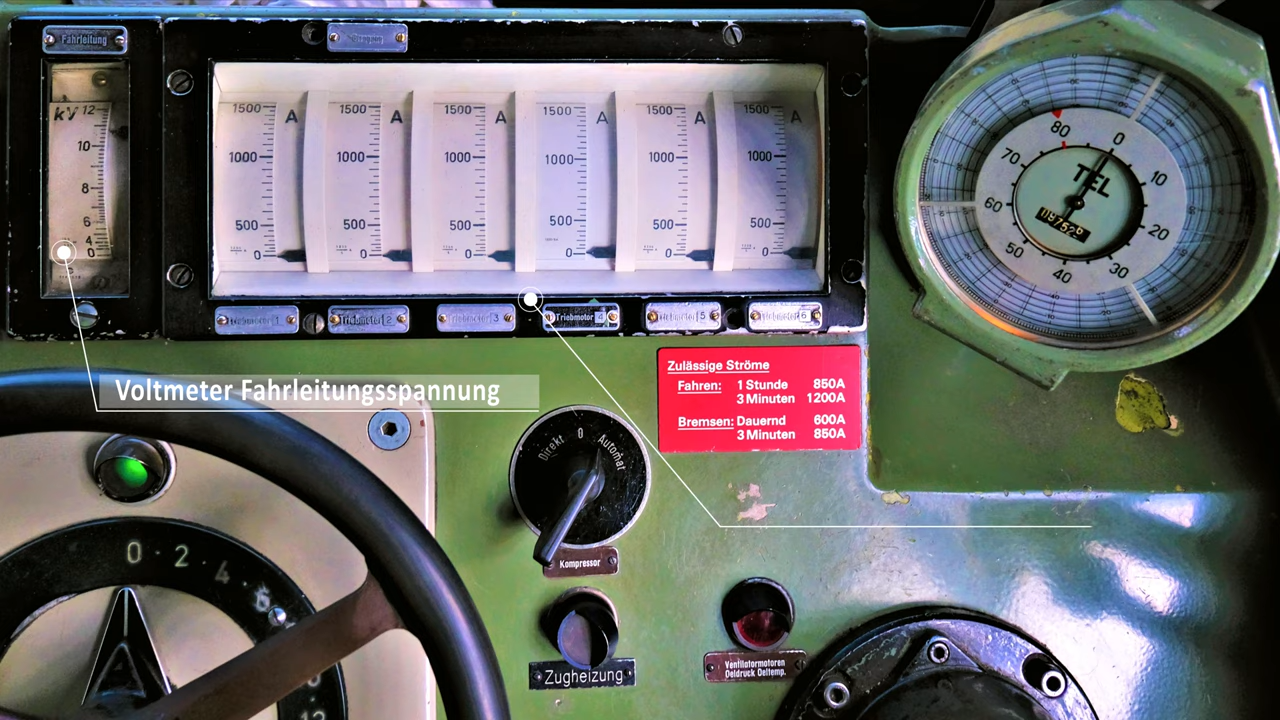 Fahrleitung
kV 12
10
8
6
4
0
1500 A
1000
500
0
1500 A
1000
500
0
1500 A
1000
500
0
1500 A
1000
500
0
1500 A
1000
500
0
1500 A
1000
500
0
Triebmotor 1
Triebmotor 2
Triebmotor 3
Triebmotor 4
Triebmotor 5
Triebmotor 6
0
10
20
30
40
50
60
70
80
TEL
Voltmeter Fahrleitungsspannung
Zulässige Ströme
Fahren: 1 Stunde 850A
3 Minuten 1200A
Bremsen: Dauernd 600A
3 Minuten 850A
Direkt 0 Automat
Kompressor
0 · 2 · 4 · 6
12
Zugheizung
Ventilatormotoren
Oeldruck Oeltemp.